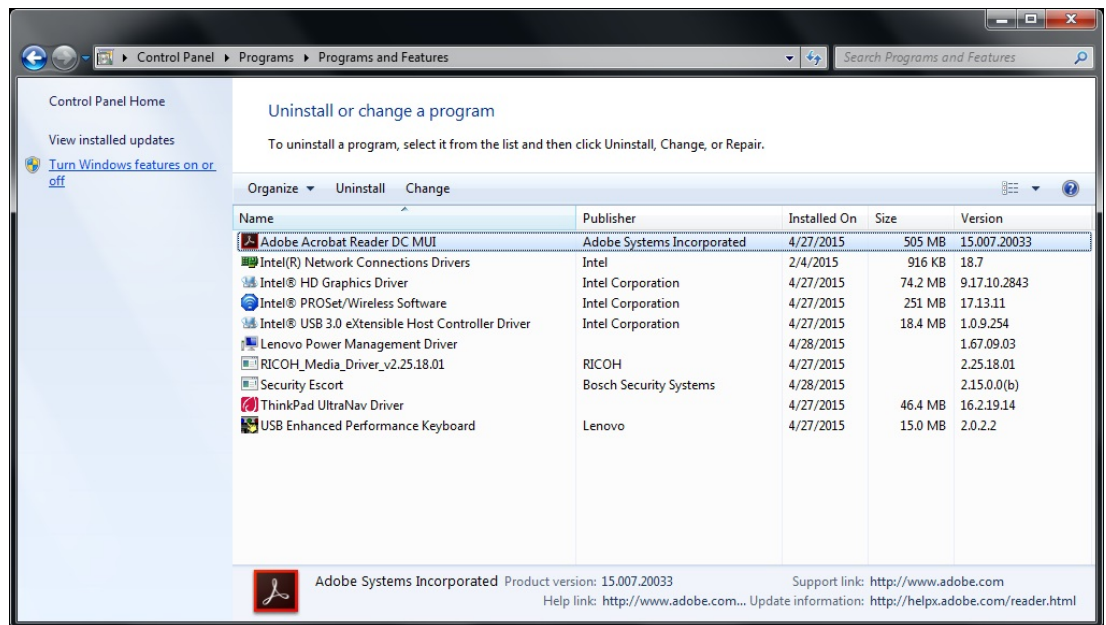 Control Panel ▸ Programs ▸ Programs and Features
Search Programs and Features
Control Panel Home
View installed updates
Turn Windows features on or
off
Uninstall or change a program
To uninstall a program, select it from the list and then click Uninstall, Change, or Repair.
Organize Uninstall Change
Name Publisher Installed On Size Version
Adobe Acrobat Reader DC MUI Adobe Systems Incorporated 4/27/2015 505 MB 15.007.20033
Intel(R) Network Connections Drivers Intel 2/4/2015 916 KB 18.7
Intel® HD Graphics Driver Intel Corporation 4/27/2015 74.2 MB 9.17.10.2843
Intel® PROSet/Wireless Software Intel Corporation 4/27/2015 251 MB 17.13.11
Intel® USB 3.0 eXtensible Host Controller Driver Intel Corporation 4/27/2015 18.4 MB 1.0.9.254
Lenovo Power Management Driver 4/28/2015 1.67.09.03
RICOH_Media_Driver_v2.25.18.01 RICOH 4/27/2015 2.25.18.01
Security Escort Bosch Security Systems 4/28/2015 2.15.0.0(b)
ThinkPad UltraNav Driver 4/27/2015 46.4 MB 16.2.19.14
USB Enhanced Performance Keyboard Lenovo 4/27/2015 15.0 MB 2.0.2.2
Adobe Systems Incorporated Product version: 15.007.20033 Support link: http://www.adobe.com
Help link: http://www.adobe.com... Update information: http://helpx.adobe.com/reader.html